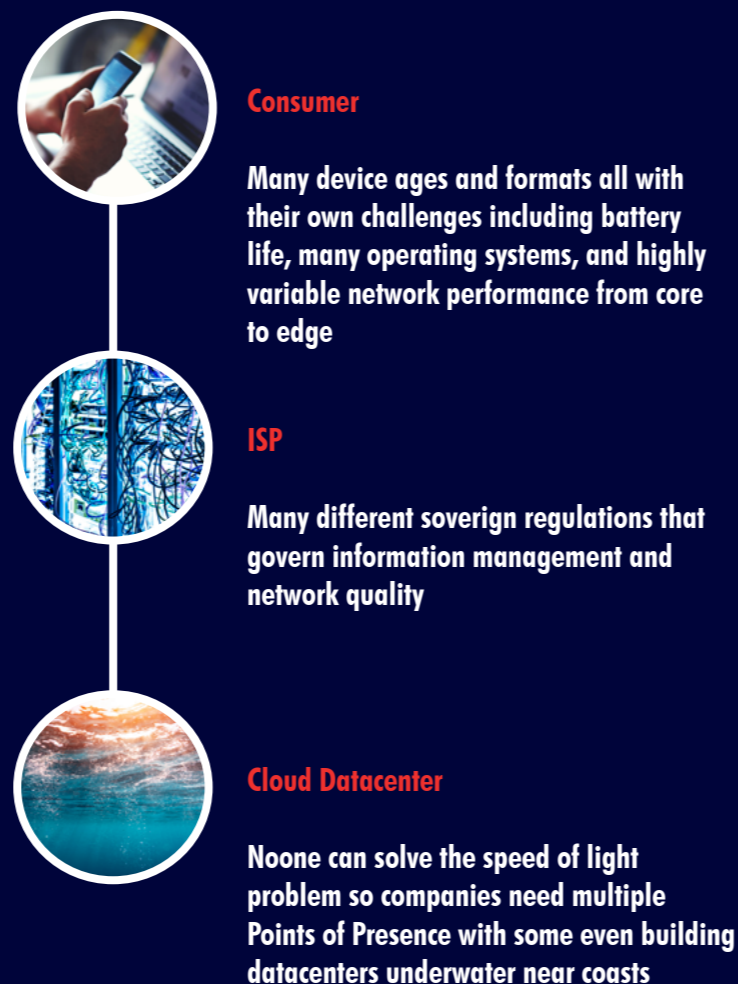 Consumer
Many device ages and formats all with
their own challenges including battery
life, many operating systems, and highly
variable network performance from core
to edge
ISP
Many different soverign regulations that
govern information management and
network quality
Cloud Datacenter
Noone can solve the speed of light
problem so companies need multiple
Points of Presence with some even building
datacenters underwater near coasts